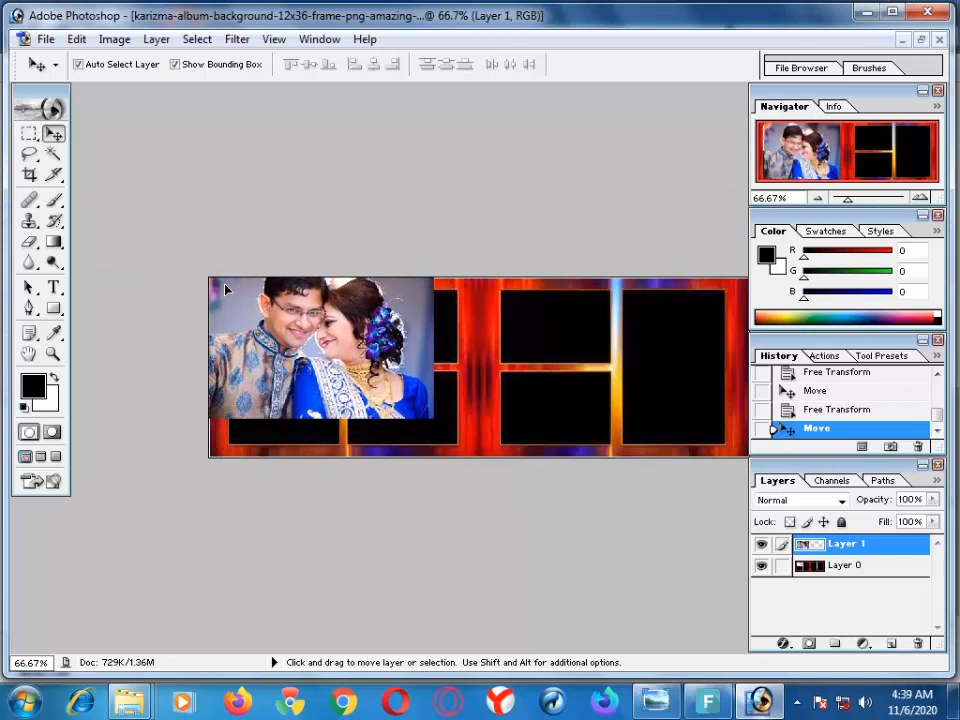 Adobe Photoshop - [karizma-album-background-12x36-frame-png-amazing-...@ 66.7% (Layer 1, RGB)]
File Edit Image Layer Select Filter View Window Help
Auto Select Layer Show Bounding Box File Browser Brushes
Navigator Info
66.67%
Color Swatches Styles
R 0
G 0
B 0
History Actions Tool Presets
Free Transform
Move
Free Transform
Move
Layers Channels Paths
Normal Opacity: 100%
Lock: Fill: 100%
Layer 1
Layer 0
66.67% Doc: 729K/1.36M Click and drag to move layer or selection. Use Shift and Alt for additional options.
4:39 AM
11/6/2020